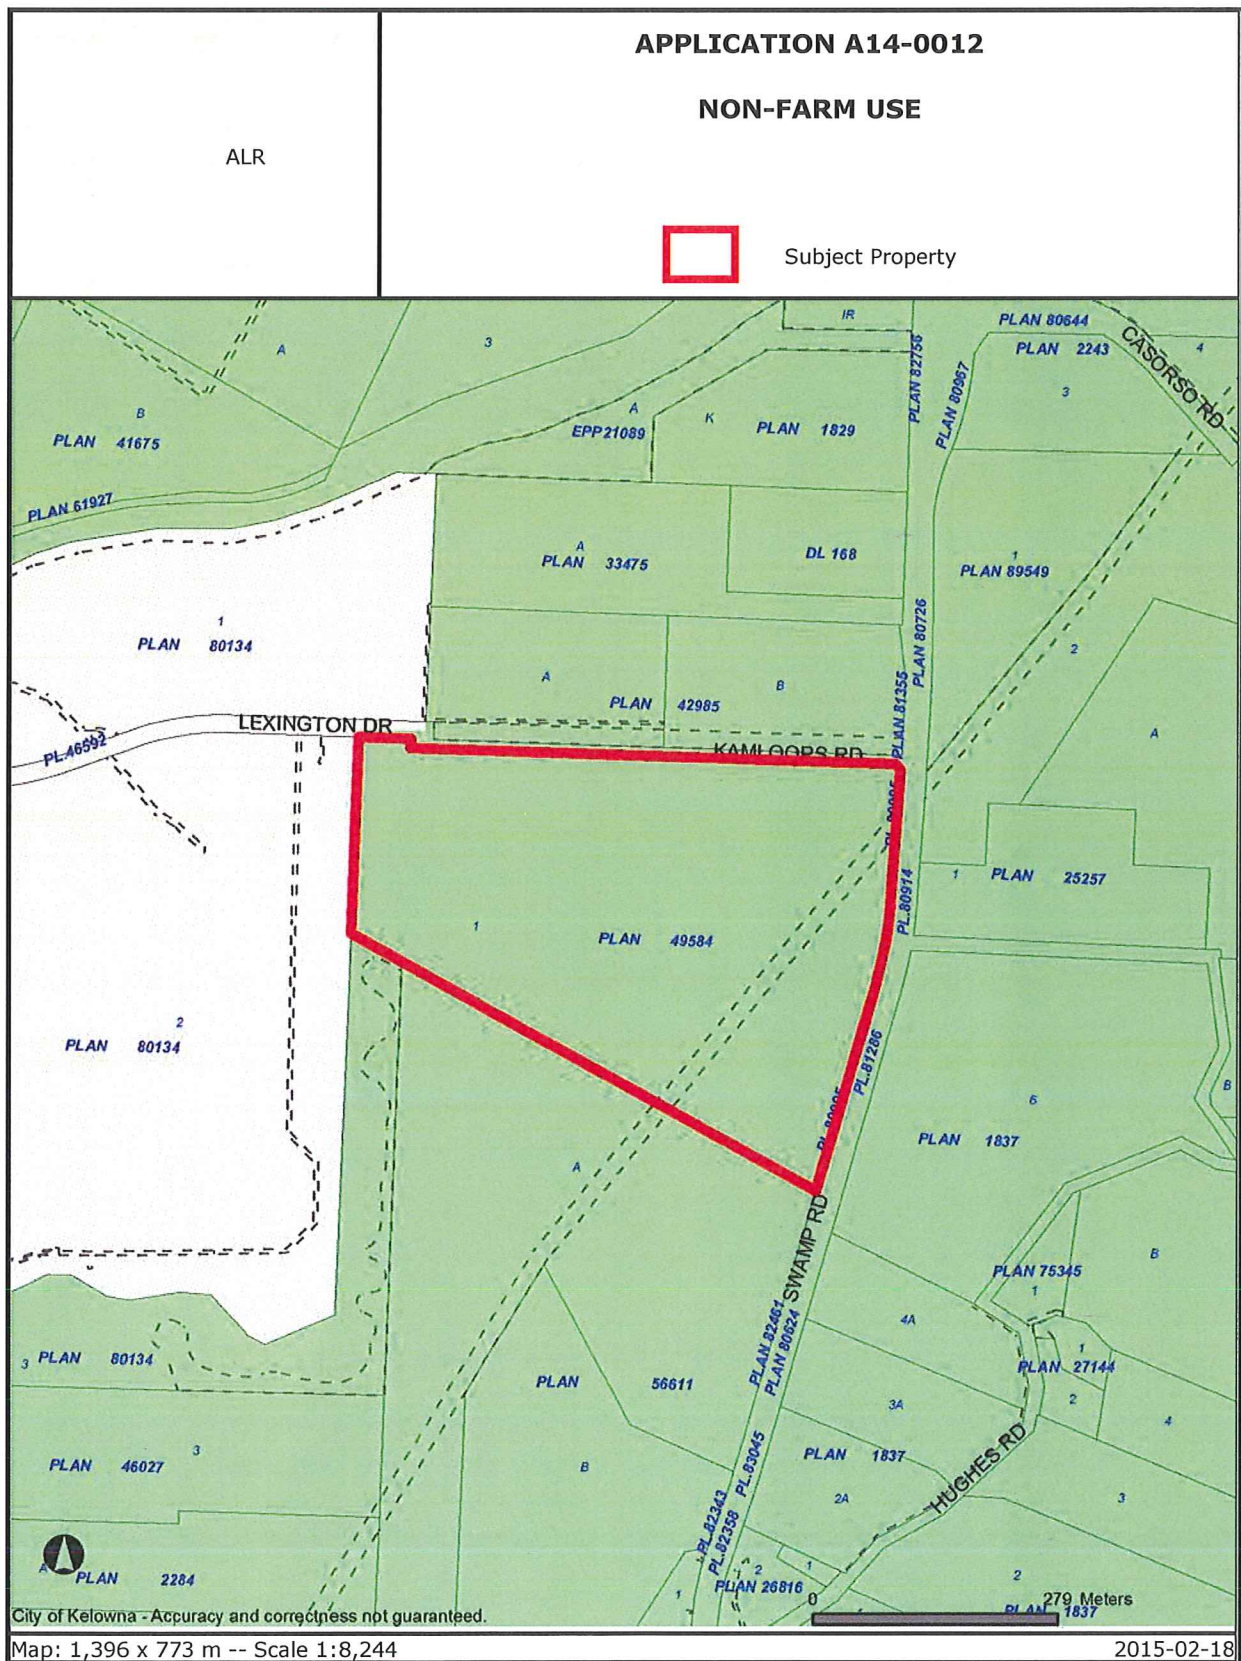 APPLICATION A14-0012
NON-FARM USE
ALR
Subject Property
IR
PLAN 80644
CASORSO RD
4
A
3
PLAN 2243
3
PLAN 82756
PLAN 80967
B
PLAN 41675
A
EPP21089
K
PLAN 1829
PLAN 61927
A
PLAN 33475
DL 168
1
PLAN 89549
1
PLAN 80134
PLAN 80726
2
A
B
PLAN 42985
PLAN 81355
A
LEXINGTON DR
PL.46592
KAMLOOPS RD
1
PLAN 25257
PL.80914
1
PLAN 49584
2
PLAN 80134
PL.81286
6
PLAN 1837
B
A
SWAMP RD
B
PLAN 75345
1
PLAN 82461
PLAN 80624
4A
1
PLAN 27144
2
3 PLAN 80134
PLAN 56611
3A
4
3
PLAN 46027
B
PL.83045
PLAN 1837
HUGHES RD
2A
3
PL.82343
PL.82358
A
PLAN 2284
1
2
1
PLAN 26816
2
PLAN 1837
0
279 Meters
City of Kelowna - Accuracy and correctness not guaranteed.
Map: 1,396 x 773 m -- Scale 1:8,244
2015-02-18